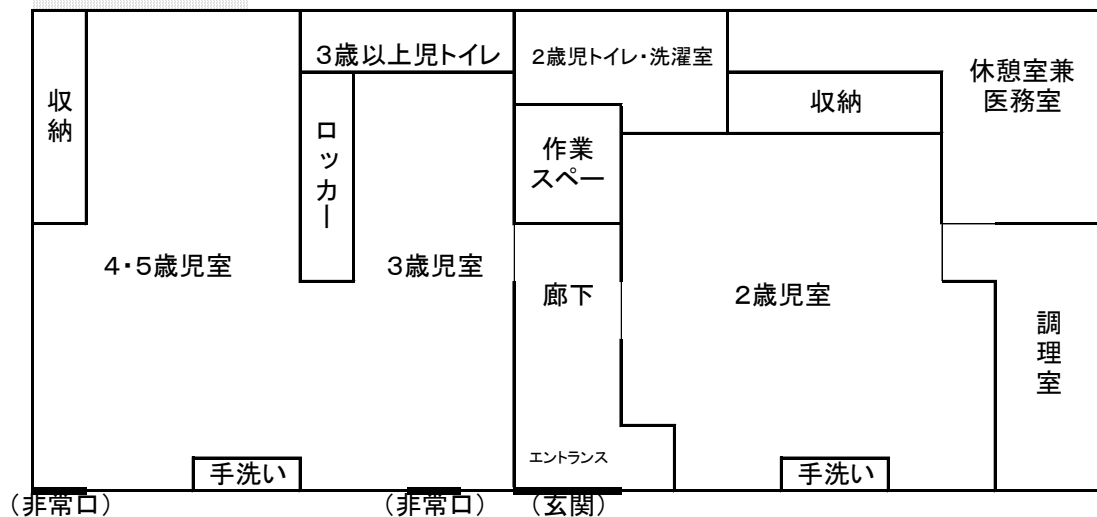 3歳以上児トイレ
2歳児トイレ・洗濯室
休憩室兼
医務室
収納
収納
ロッカー
作業
スペー
4・5歳児室
3歳児室
廊下
2歳児室
調理室
エントランス
手洗い
手洗い
（非常口）
（非常口）
（玄関）